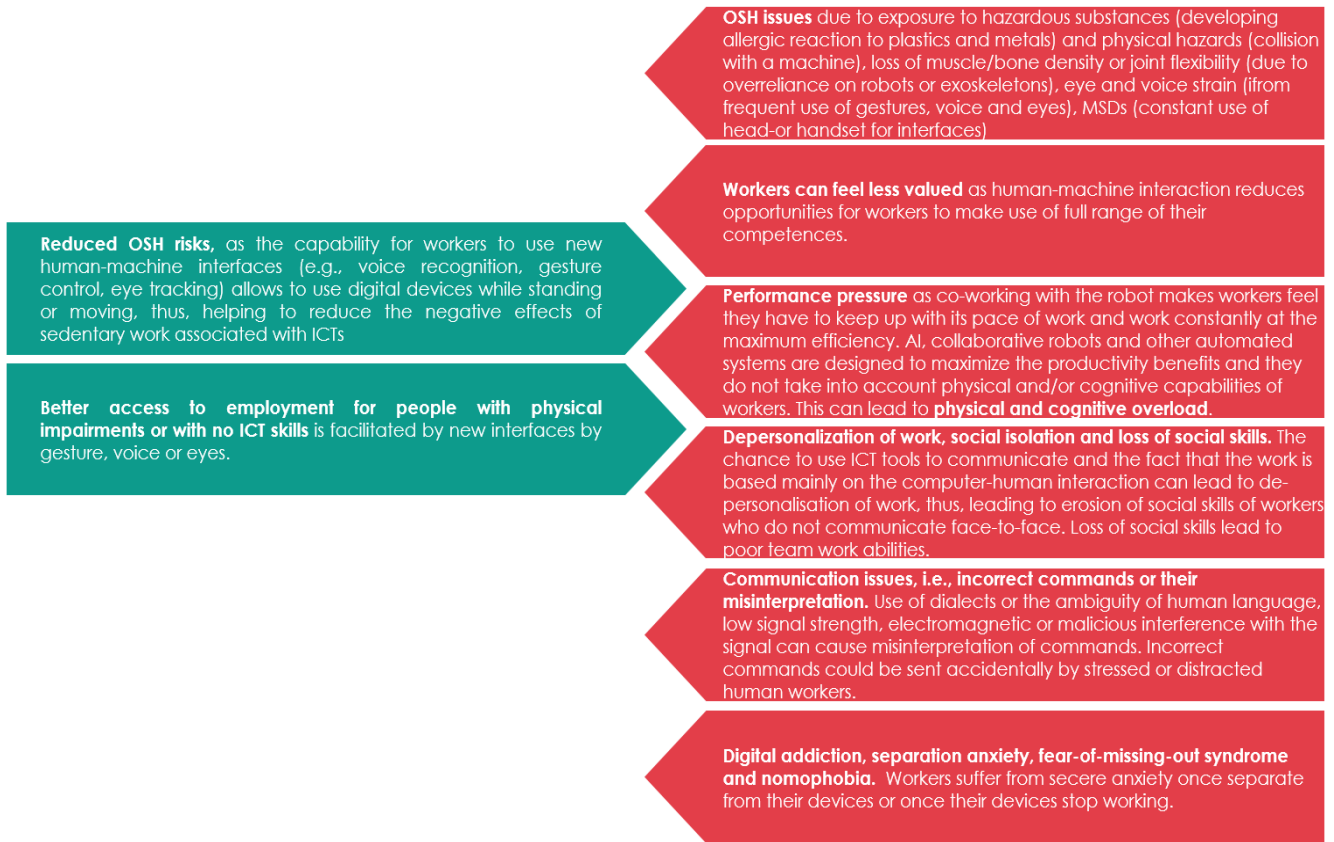 Reduced OSH risks, as the capability for workers to use new
human-machine interfaces (e.g., voice recognition, gesture
control, eye tracking) allows to use digital devices while standing
or moving, thus, helping to reduce the negative effects of
sedentary work associated with ICTs
Better access to employment for people with physical
impairments or with no ICT skills is facilitated by new interfaces by
gesture, voice or eyes.
OSH issues due to exposure to hazardous substances (developing
allergic reaction to plastics and metals) and physical hazards (collision
with a machine), loss of muscle/bone density or joint flexibility (due to
overreliance on robots or exoskeletons), eye and voice strain (ifrom
frequent use of gestures, voice and eyes), MSDs (constant use of
head-or handset for interfaces)
Workers can feel less valued as human-machine interaction reduces
opportunities for workers to make use of full range of their
competences.
Performance pressure as co-working with the robot makes workers feel
they have to keep up with its pace of work and work constantly at the
maximum efficiency. AI, collaborative robots and other automated
systems are designed to maximize the productivity benefits and they
do not take into account physical and/or cognitive capabilities of
workers. This can lead to physical and cognitive overload.
Depersonalization of work, social isolation and loss of social skills. The
chance to use ICT tools to communicate and the fact that the work is
based mainly on the computer-human interaction can lead to de-
personalisation of work, thus, leading to erosion of social skills of workers
who do not communicate face-to-face. Loss of social skills lead to
poor team work abilities.
Communication issues, i.e., incorrect commands or their
misinterpretation. Use of dialects or the ambiguity of human language,
low signal strength, electromagnetic or malicious interference with the
signal can cause misinterpretation of commands. Incorrect
commands could be sent accidentally by stressed or distracted
human workers.
Digital addiction, separation anxiety, fear-of-missing-out syndrome
and nomophobia. Workers suffer from secere anxiety once separate
from their devices or once their devices stop working.